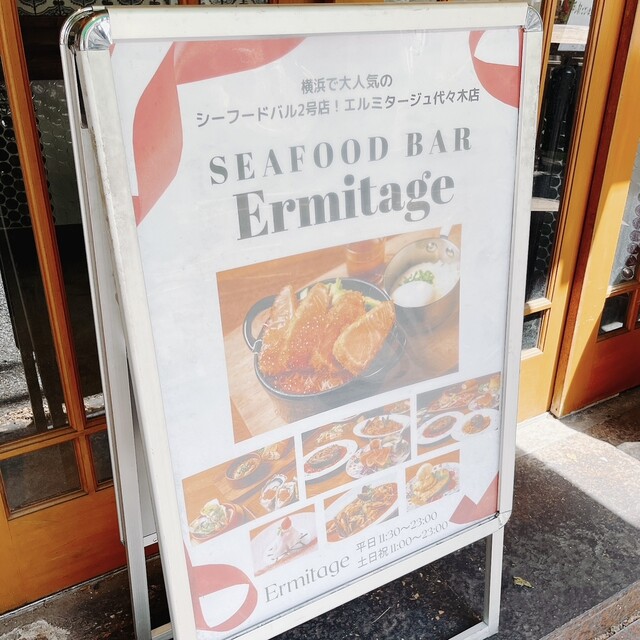 横浜で大人気の
シーフードバル2号店！エルミタージュ代々木店
SEAFOOD BAR
Ermitage
Ermitage
平日 11:30～23:00
土日祝 11:00～23:00